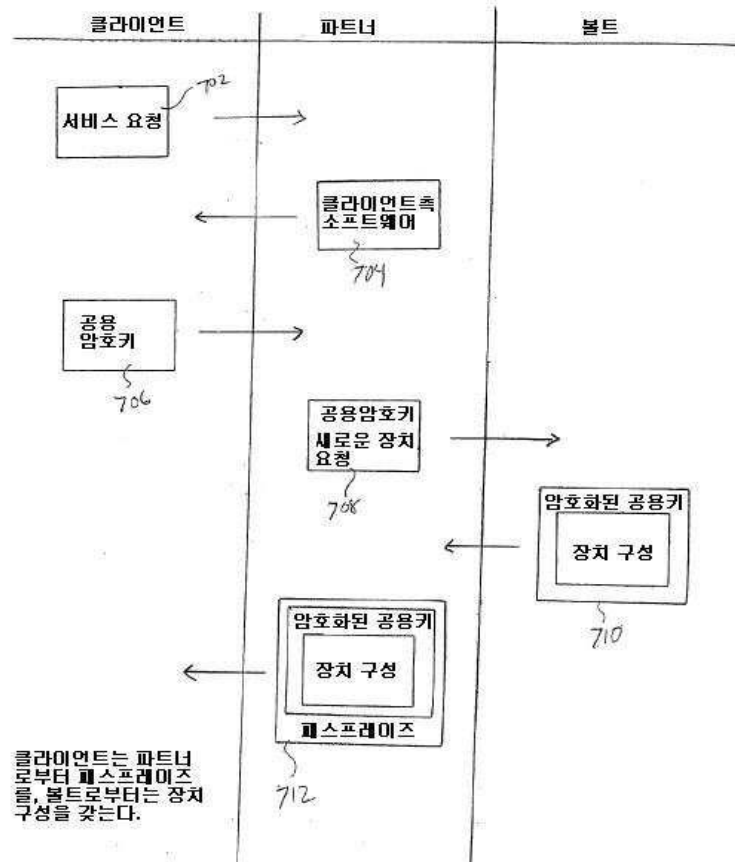 클라이언트
파트너
볼트
702
서비스 요청
클라이언트측
소프트웨어
704
공용
암호키
706
공용암호키
새로운 장치
요청
708
암호화된 공용키
장치 구성
710
암호화된 공용키
장치 구성
패스프레이즈
712
클라이언트는 파트너
로부터 패스프레이즈
를, 볼트로부터는 장치
구성을 갖는다.